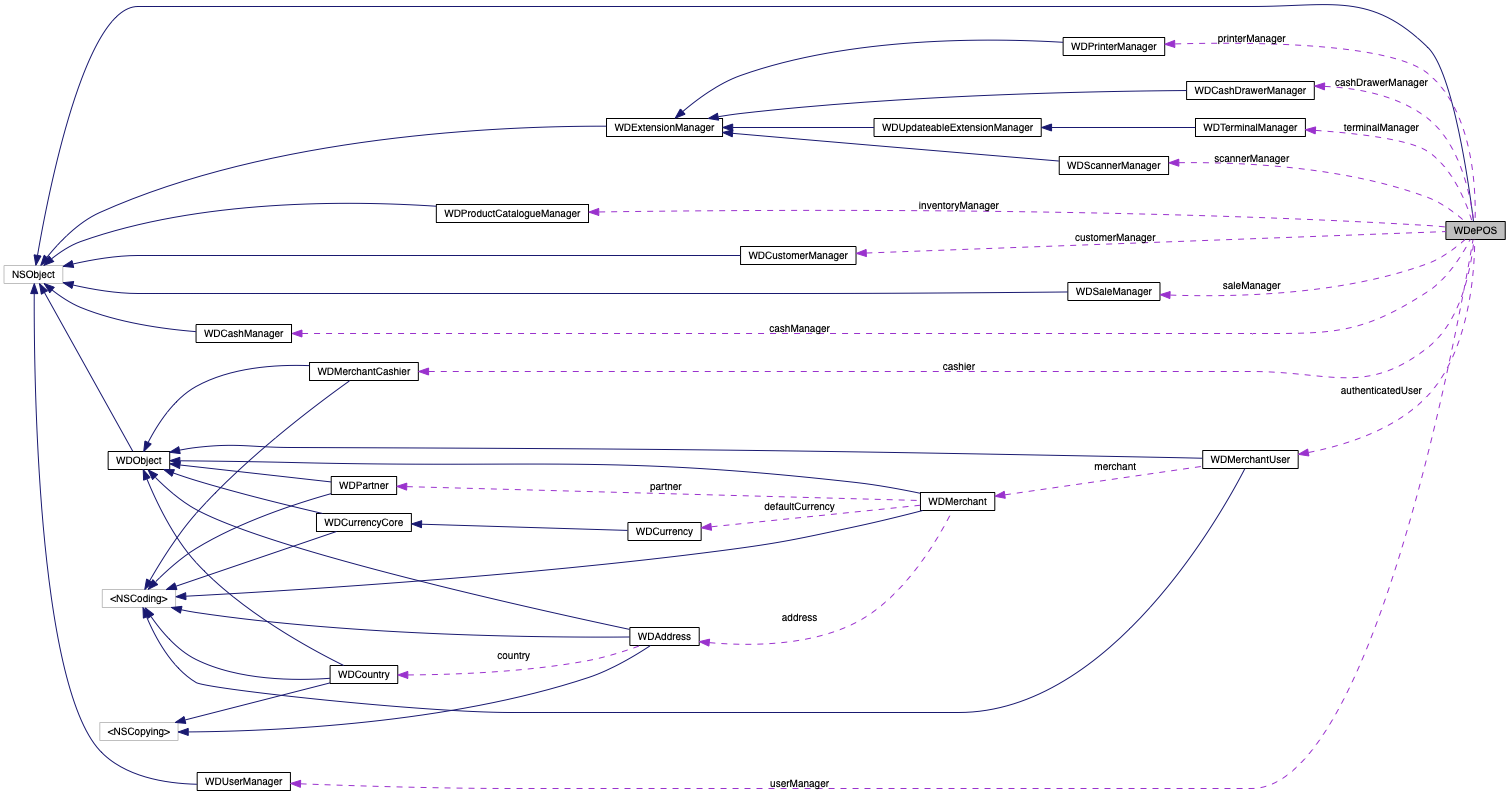 printerManager
WDPrinterManager
cashDrawerManager
WDCashDrawerManager
WDExtensionManager
WDUpdateableExtensionManager
WDTerminalManager
terminalManager
WDScannerManager
scannerManager
inventoryManager
WDProductCatalogueManager
WDePOS
customerManager
WDCustomerManager
NSObject
saleManager
WDSaleManager
cashManager
WDCashManager
cashier
WDMerchantCashier
authenticatedUser
WDObject
WDMerchantUser
merchant
WDPartner
partner
WDMerchant
defaultCurrency
WDCurrencyCore
WDCurrency
<NSCoding>
address
WDAddress
country
WDCountry
<NSCopying>
WDUserManager
userManager